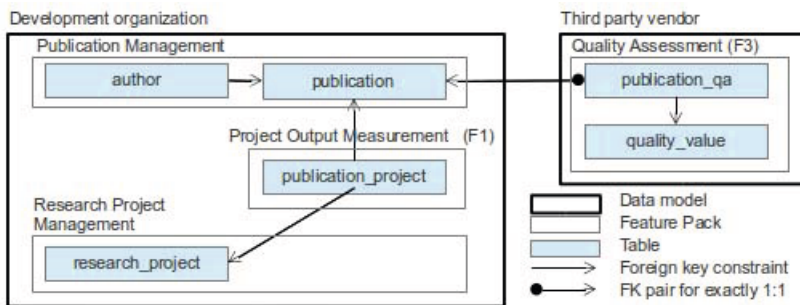 Development organization
Third party vendor
Publication Management
author
publication
Quality Assessment (F3)
publication_qa
quality_value
Project Output Measurement (F1)
publication_project
Research Project
Management
research_project
Data model
Feature Pack
Table
Foreign key constraint
FK pair for exactly 1:1